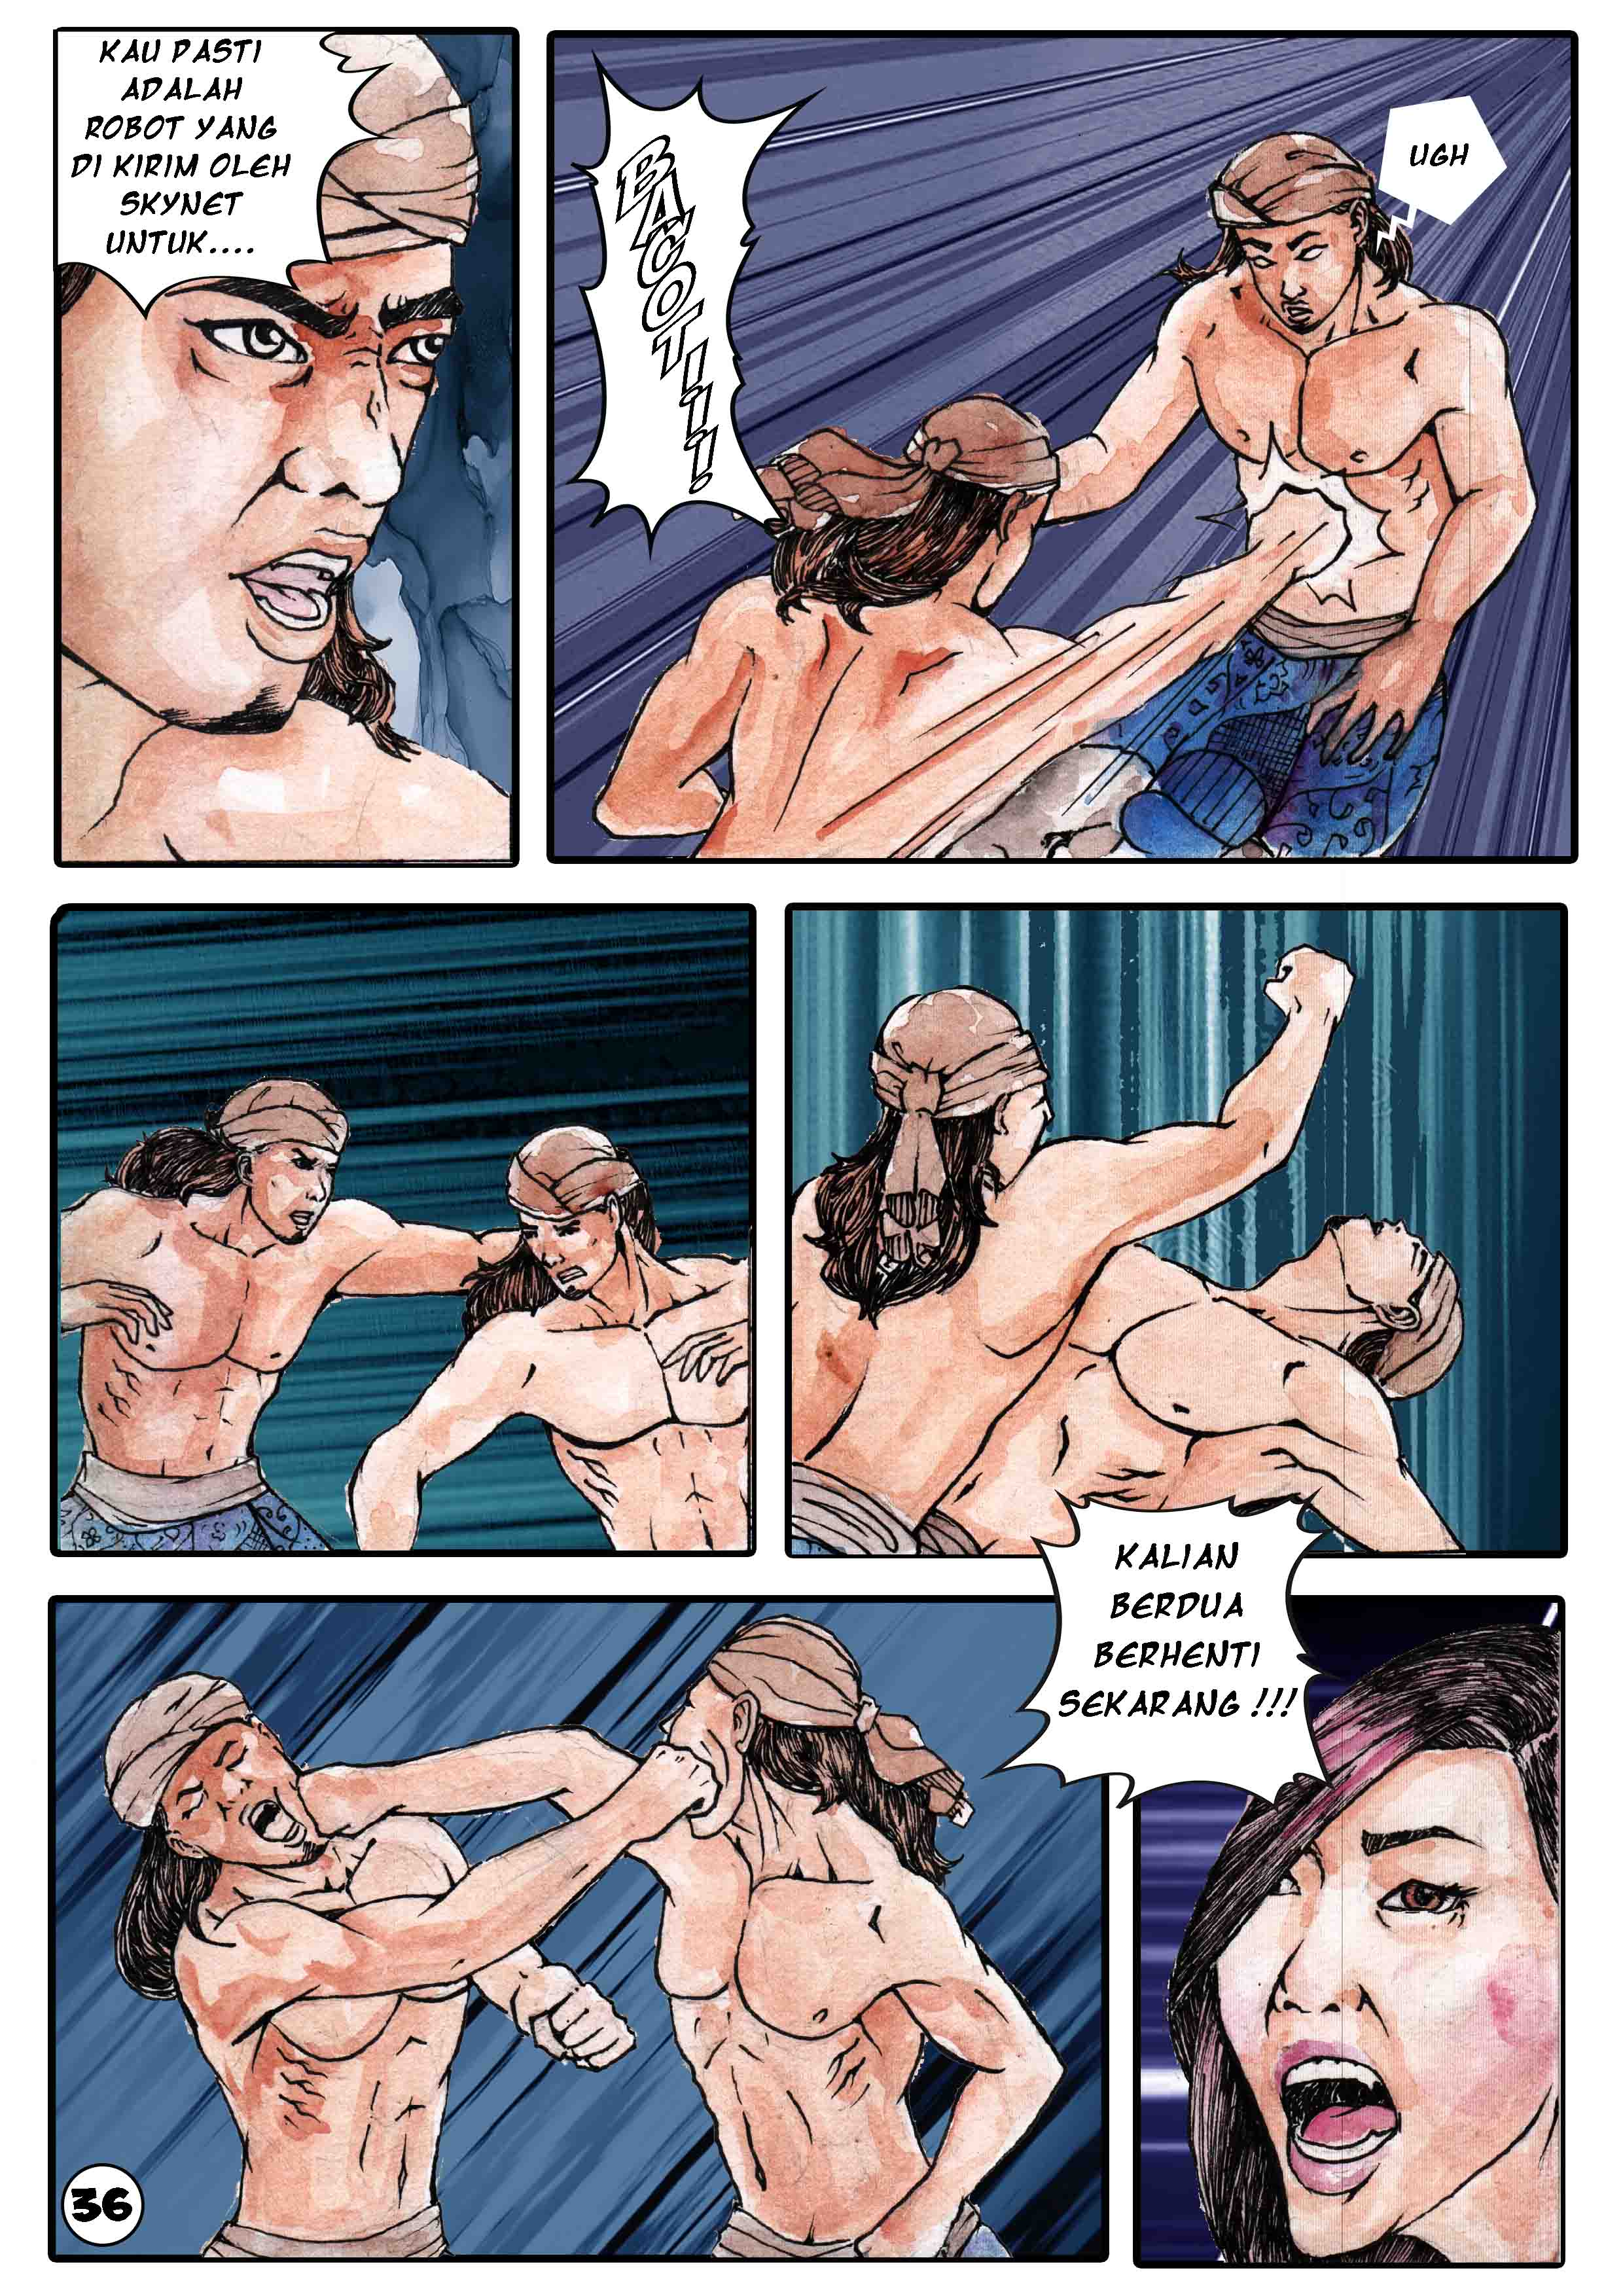 KAU PASTI
ADALAH
ROBOT YANG
DI KIRIM OLEH
SKYNET
UNTUK....
BACOT!!!!
UGH
KALIAN
BERDUA
BERHENTI
SEKARANG !!!
36